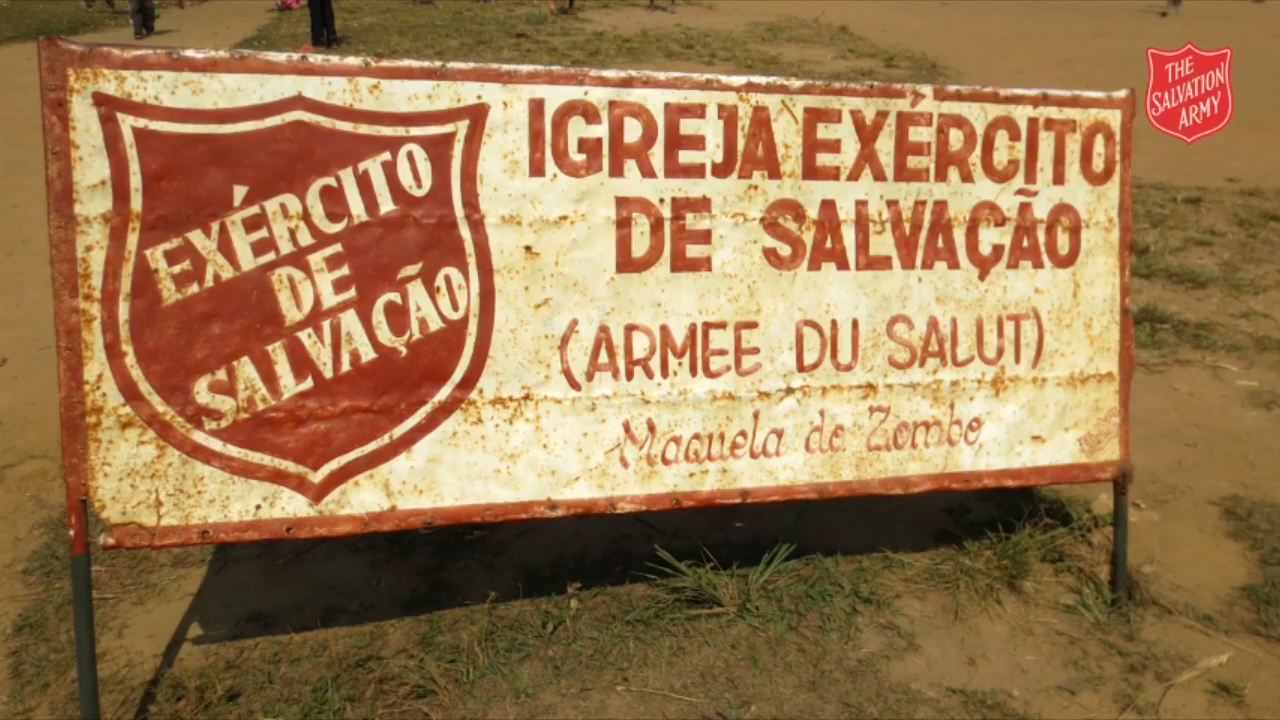 EXÉRCITO
DE
SALVAÇÃO
IGREJA EXÉRCITO
DE SALVAÇÃO
(ARMEE DU SALUT)
Maquela do Zombo
THE
SALVATION
ARMY